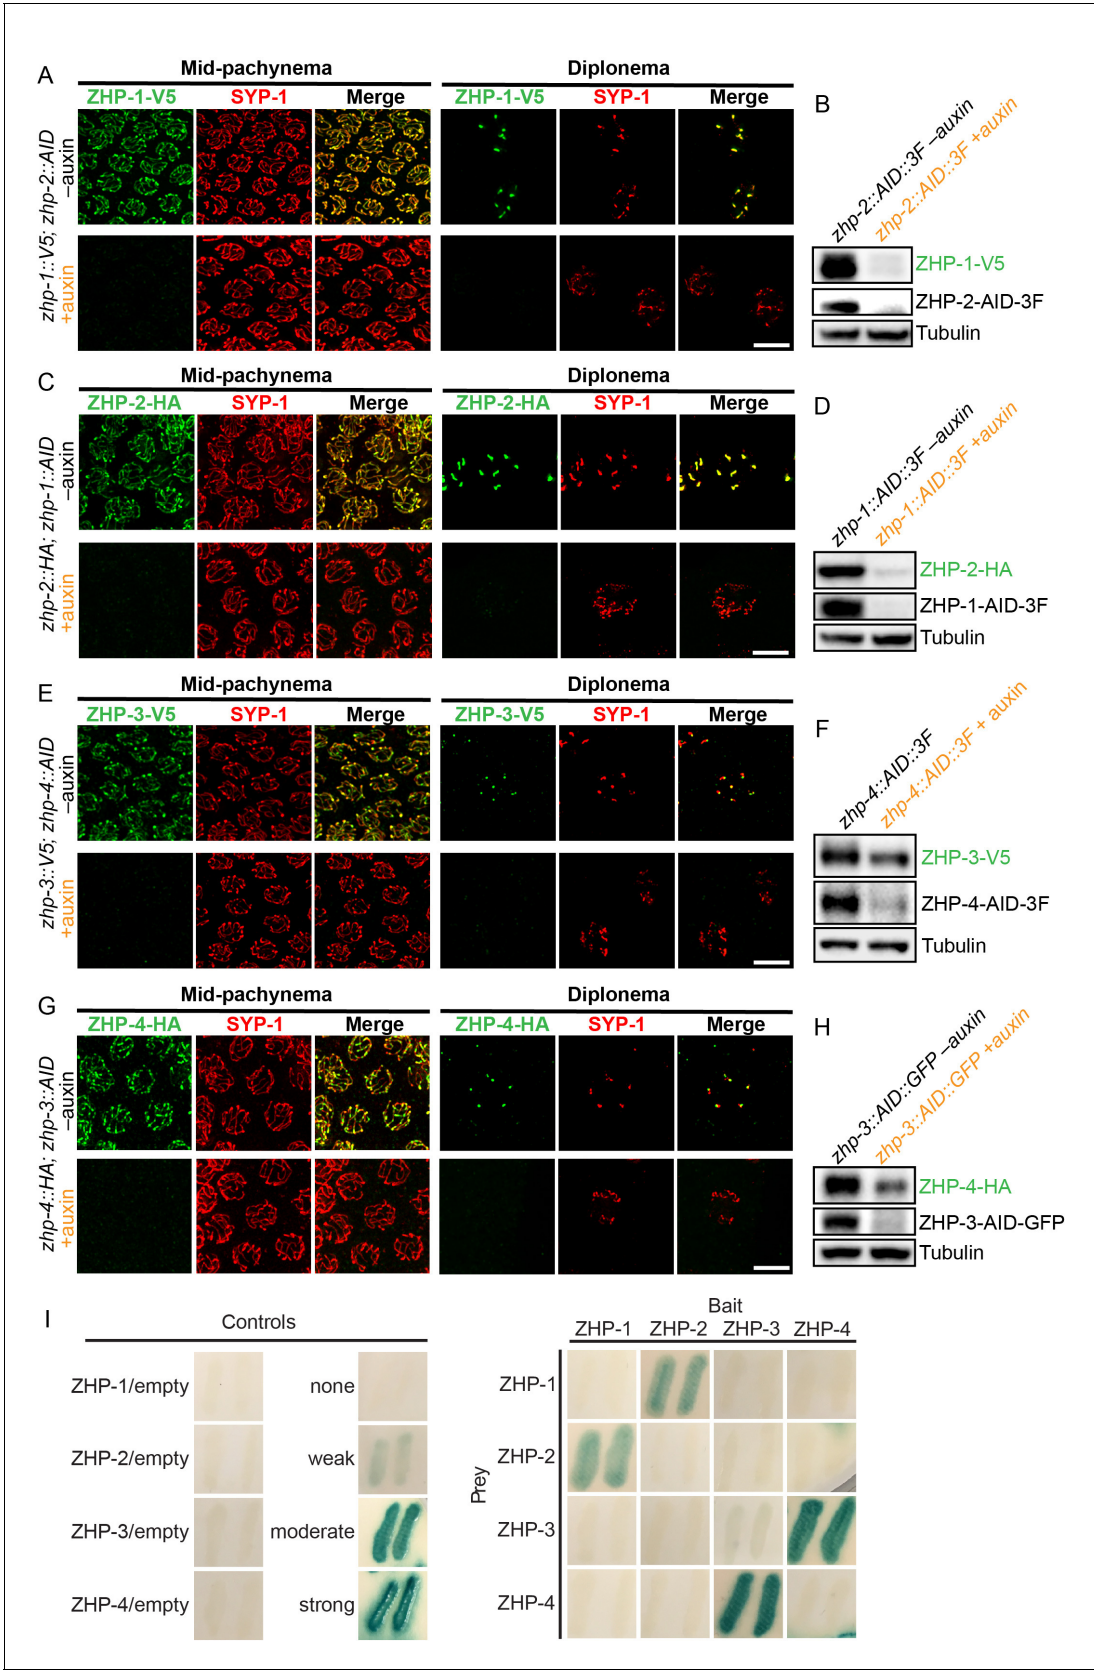 A
Mid-pachynema
Diplonema
ZHP-1-V5 SYP-1 Merge
ZHP-1-V5 SYP-1 Merge
zhp-1::V5; zhp-2::AID
–auxin
+auxin
B
zhp-2::AID::3F –auxin
zhp-2::AID::3F +auxin
ZHP-1-V5
ZHP-2-AID-3F
Tubulin
C
Mid-pachynema
Diplonema
ZHP-2-HA SYP-1 Merge
ZHP-2-HA SYP-1 Merge
zhp-2::HA; zhp-1::AID
–auxin
+auxin
D
zhp-1::AID::3F –auxin
zhp-1::AID::3F +auxin
ZHP-2-HA
ZHP-1-AID-3F
Tubulin
E
Mid-pachynema
Diplonema
ZHP-3-V5 SYP-1 Merge
ZHP-3-V5 SYP-1 Merge
zhp-3::V5; zhp-4::AID
–auxin
+auxin
F
zhp-4::AID::3F
zhp-4::AID::3F + auxin
ZHP-3-V5
ZHP-4-AID-3F
Tubulin
G
Mid-pachynema
Diplonema
ZHP-4-HA SYP-1 Merge
ZHP-4-HA SYP-1 Merge
zhp-4::HA; zhp-3::AID
–auxin
+auxin
H
zhp-3::AID::GFP –auxin
zhp-3::AID::GFP +auxin
ZHP-4-HA
ZHP-3-AID-GFP
Tubulin
I
Controls
ZHP-1/empty none
ZHP-2/empty weak
ZHP-3/empty moderate
ZHP-4/empty strong
Bait
ZHP-1 ZHP-2 ZHP-3 ZHP-4
Prey
ZHP-1
ZHP-2
ZHP-3
ZHP-4